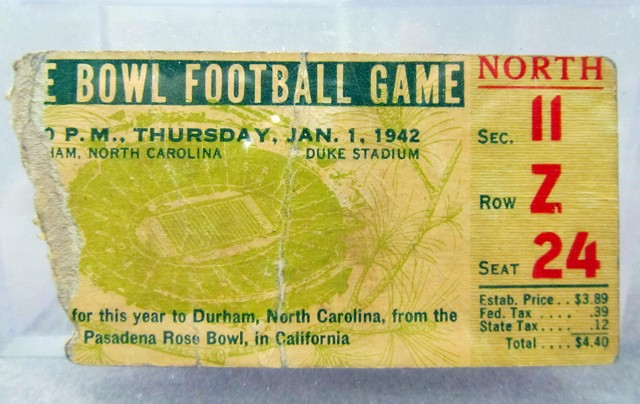 E BOWL FOOTBALL GAME
0 P.M., THURSDAY, JAN. 1, 1942
HAM, NORTH CAROLINA DUKE STADIUM
for this year to Durham, North Carolina, from the
Pasadena Rose Bowl, in California
NORTH
SEC. 11
ROW Z
SEAT 24
Estab. Price.. $3.89
Fed. Tax .... .39
State Tax.... .12
Total .... $4.40